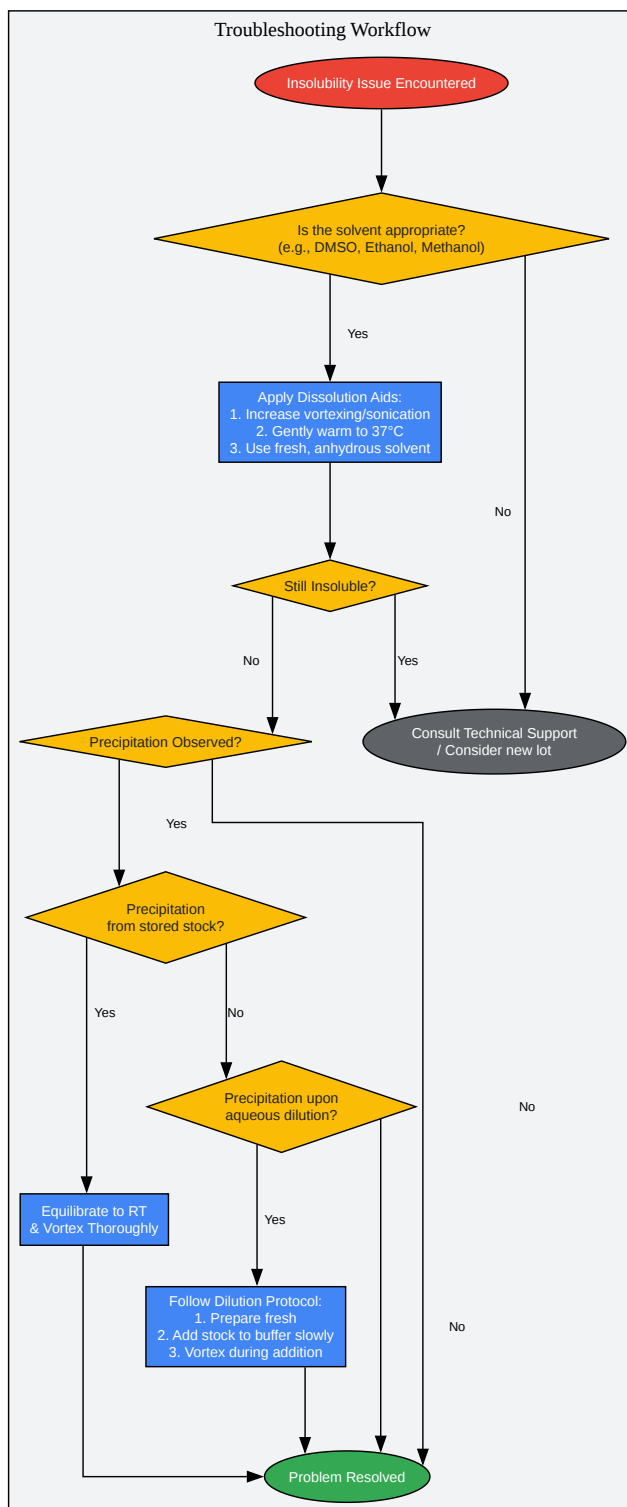 Troubleshooting Workflow
Insolubility Issue Encountered
Is the solvent appropriate?
(e.g., DMSO, Ethanol, Methanol)
Yes
Apply Dissolution Aids:
1. Increase vortexing/sonication
2. Gently warm to 37°C
3. Use fresh, anhydrous solvent
No
Still Insoluble?
No
Yes
Consult Technical Support
/ Consider new lot
Precipitation Observed?
Yes
Precipitation
from stored stock?
Yes
No
Precipitation upon
aqueous dilution?
No
Equilibrate to RT
& Vortex Thoroughly
Yes
Follow Dilution Protocol:
1. Prepare fresh
2. Add stock to buffer slowly
3. Vortex during addition
No
Problem Resolved